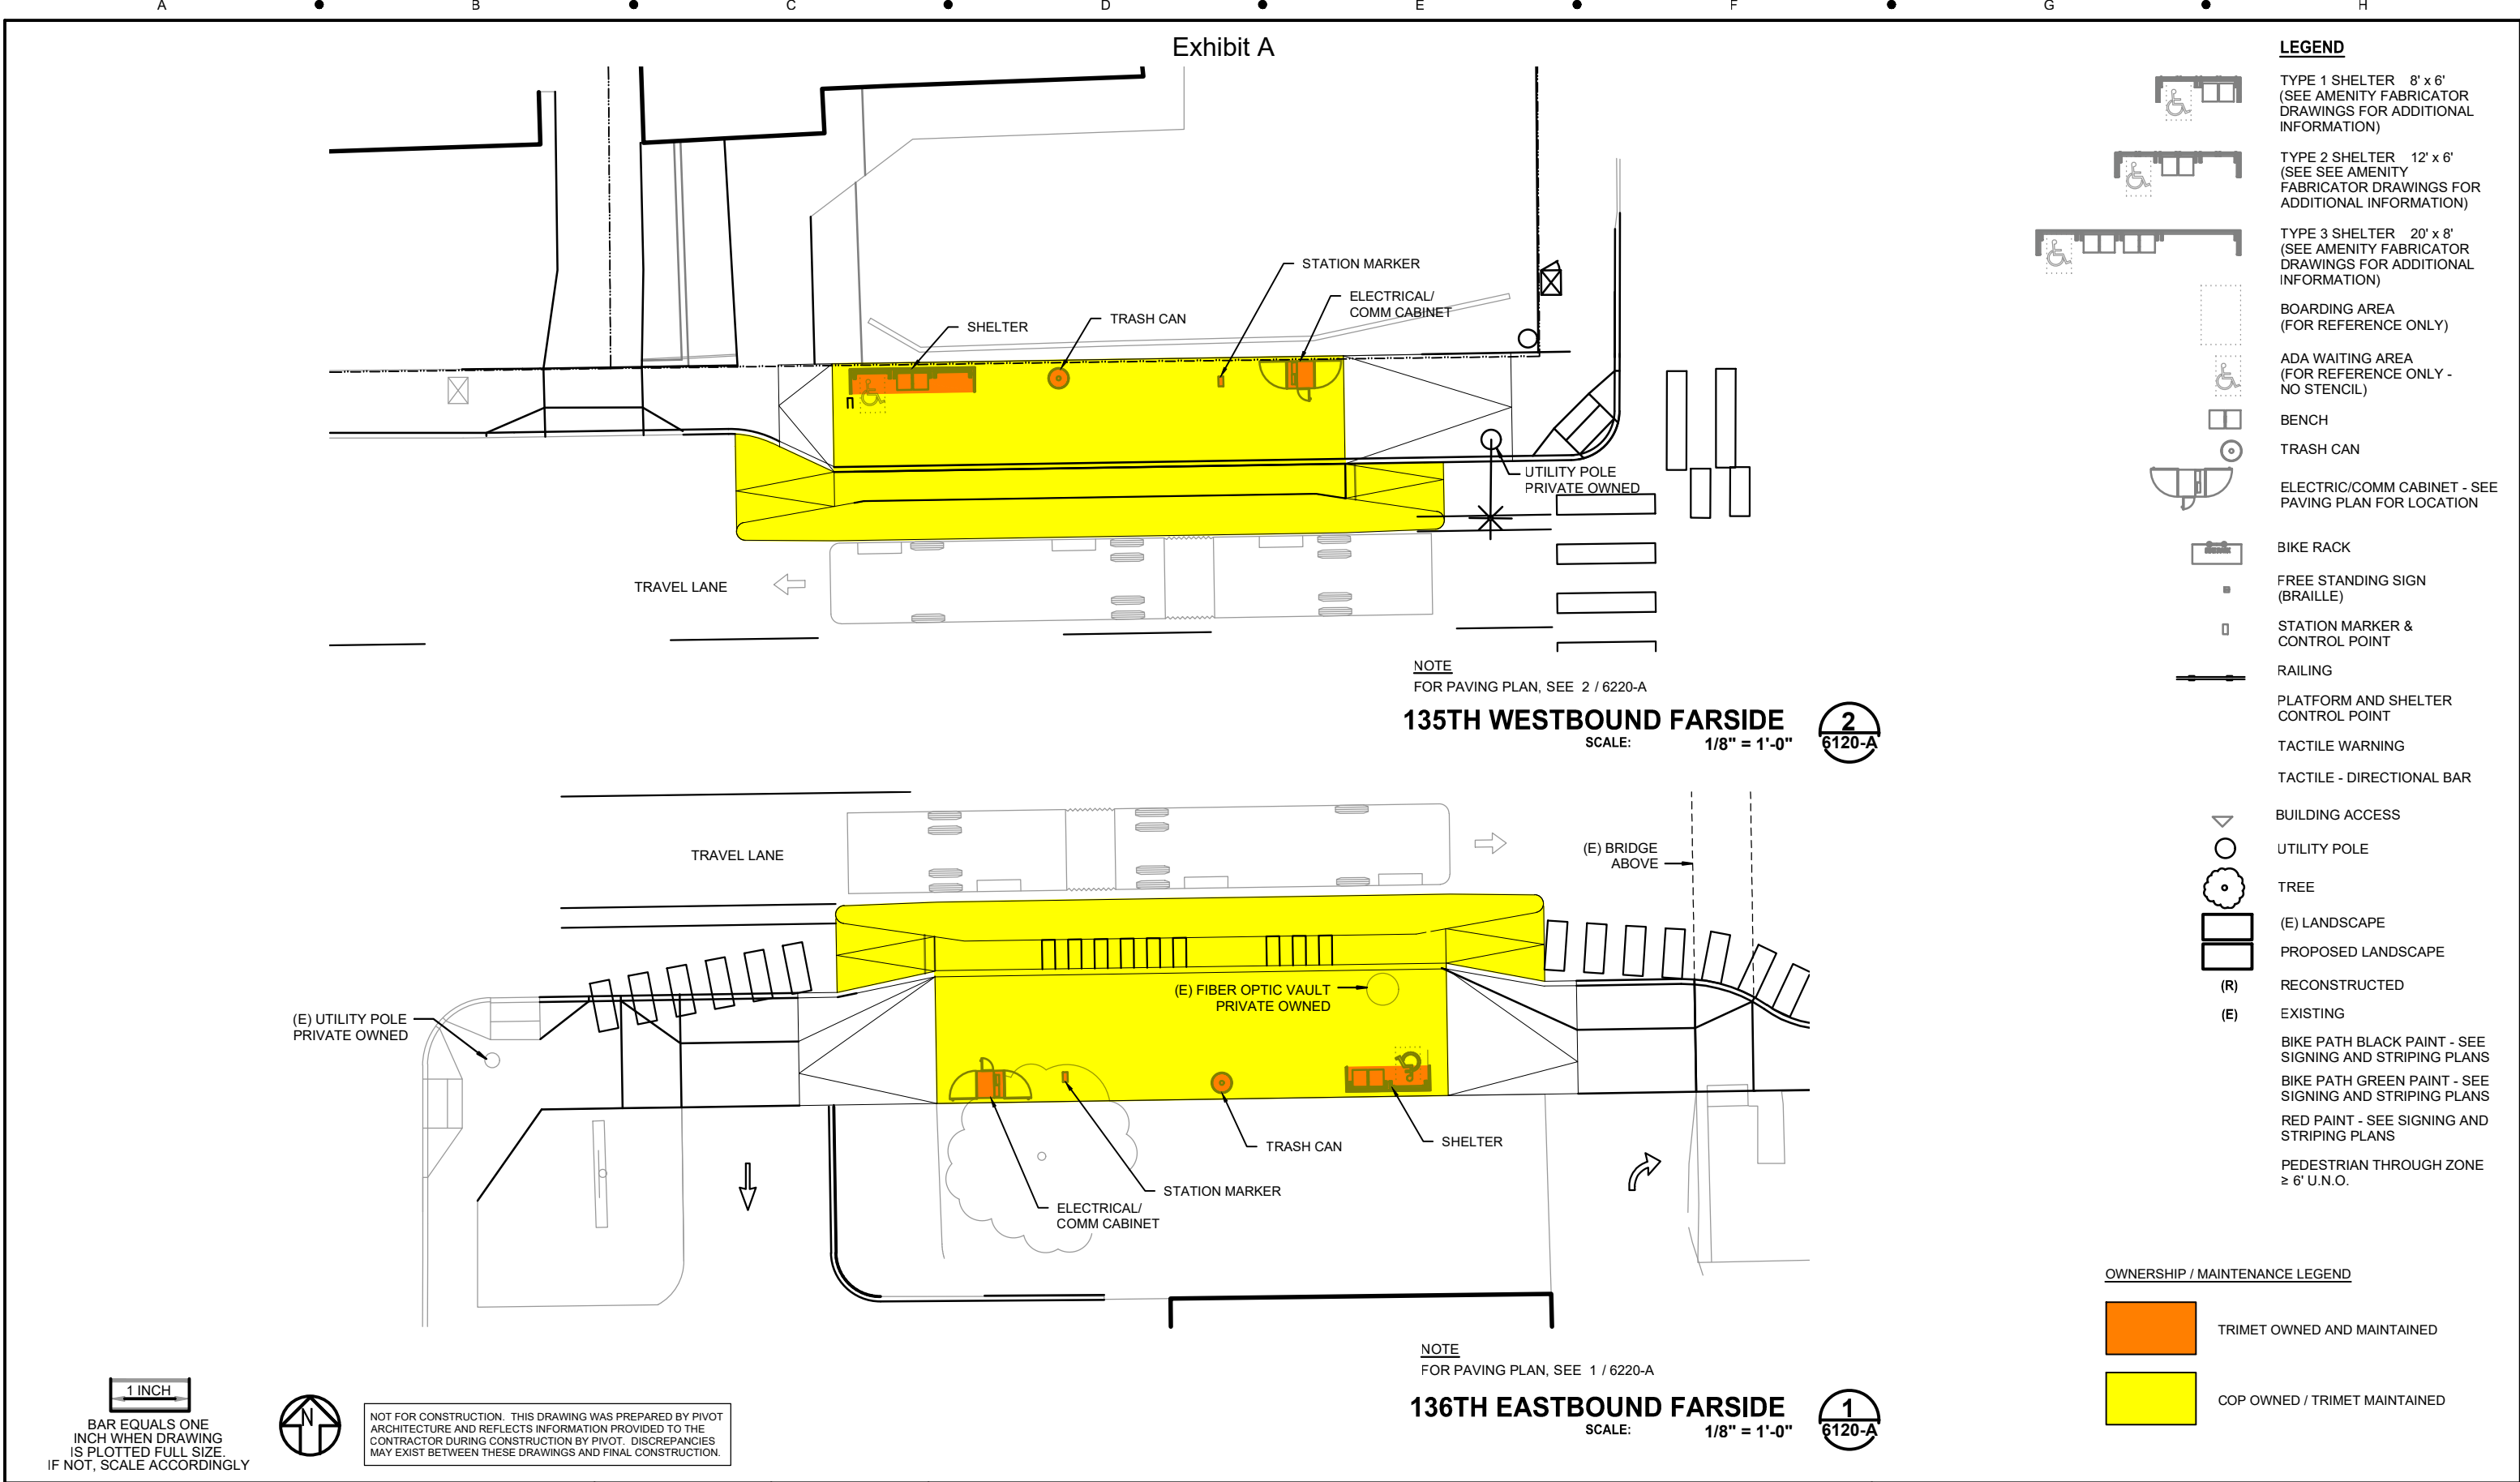 A B C D E F G H
Exhibit A
STATION MARKER
ELECTRICAL/
COMM CABINET
SHELTER
TRASH CAN
UTILITY POLE
PRIVATE OWNED
TRAVEL LANE
NOTE
FOR PAVING PLAN, SEE 2 / 6220-A
135TH WESTBOUND FARSIDE
SCALE: 1/8" = 1'-0"
2
6120-A
TRAVEL LANE
(E) BRIDGE
ABOVE
(E) FIBER OPTIC VAULT
PRIVATE OWNED
(E) UTILITY POLE
PRIVATE OWNED
TRASH CAN
SHELTER
STATION MARKER
ELECTRICAL/
COMM CABINET
NOTE
FOR PAVING PLAN, SEE 1 / 6220-A
136TH EASTBOUND FARSIDE
SCALE: 1/8" = 1'-0"
1
6120-A
1 INCH
BAR EQUALS ONE
INCH WHEN DRAWING
IS PLOTTED FULL SIZE.
IF NOT, SCALE ACCORDINGLY
N
NOT FOR CONSTRUCTION. THIS DRAWING WAS PREPARED BY PIVOT
ARCHITECTURE AND REFLECTS INFORMATION PROVIDED TO THE
CONTRACTOR DURING CONSTRUCTION BY PIVOT. DISCREPANCIES
MAY EXIST BETWEEN THESE DRAWINGS AND FINAL CONSTRUCTION.
LEGEND
TYPE 1 SHELTER 8' x 6'
(SEE AMENITY FABRICATOR
DRAWINGS FOR ADDITIONAL
INFORMATION)
TYPE 2 SHELTER 12' x 6'
(SEE SEE AMENITY
FABRICATOR DRAWINGS FOR
ADDITIONAL INFORMATION)
TYPE 3 SHELTER 20' x 8'
(SEE AMENITY FABRICATOR
DRAWINGS FOR ADDITIONAL
INFORMATION)
BOARDING AREA
(FOR REFERENCE ONLY)
ADA WAITING AREA
(FOR REFERENCE ONLY -
NO STENCIL)
BENCH
TRASH CAN
ELECTRIC/COMM CABINET - SEE
PAVING PLAN FOR LOCATION
BIKE RACK
FREE STANDING SIGN
(BRAILLE)
STATION MARKER &
CONTROL POINT
RAILING
PLATFORM AND SHELTER
CONTROL POINT
TACTILE WARNING
TACTILE - DIRECTIONAL BAR
BUILDING ACCESS
UTILITY POLE
TREE
(E) LANDSCAPE
PROPOSED LANDSCAPE
(R) RECONSTRUCTED
(E) EXISTING
BIKE PATH BLACK PAINT - SEE
SIGNING AND STRIPING PLANS
BIKE PATH GREEN PAINT - SEE
SIGNING AND STRIPING PLANS
RED PAINT - SEE SIGNING AND
STRIPING PLANS
PEDESTRIAN THROUGH ZONE
≥ 6' U.N.O.
OWNERSHIP / MAINTENANCE LEGEND
TRIMET OWNED AND MAINTAINED
COP OWNED / TRIMET MAINTAINED